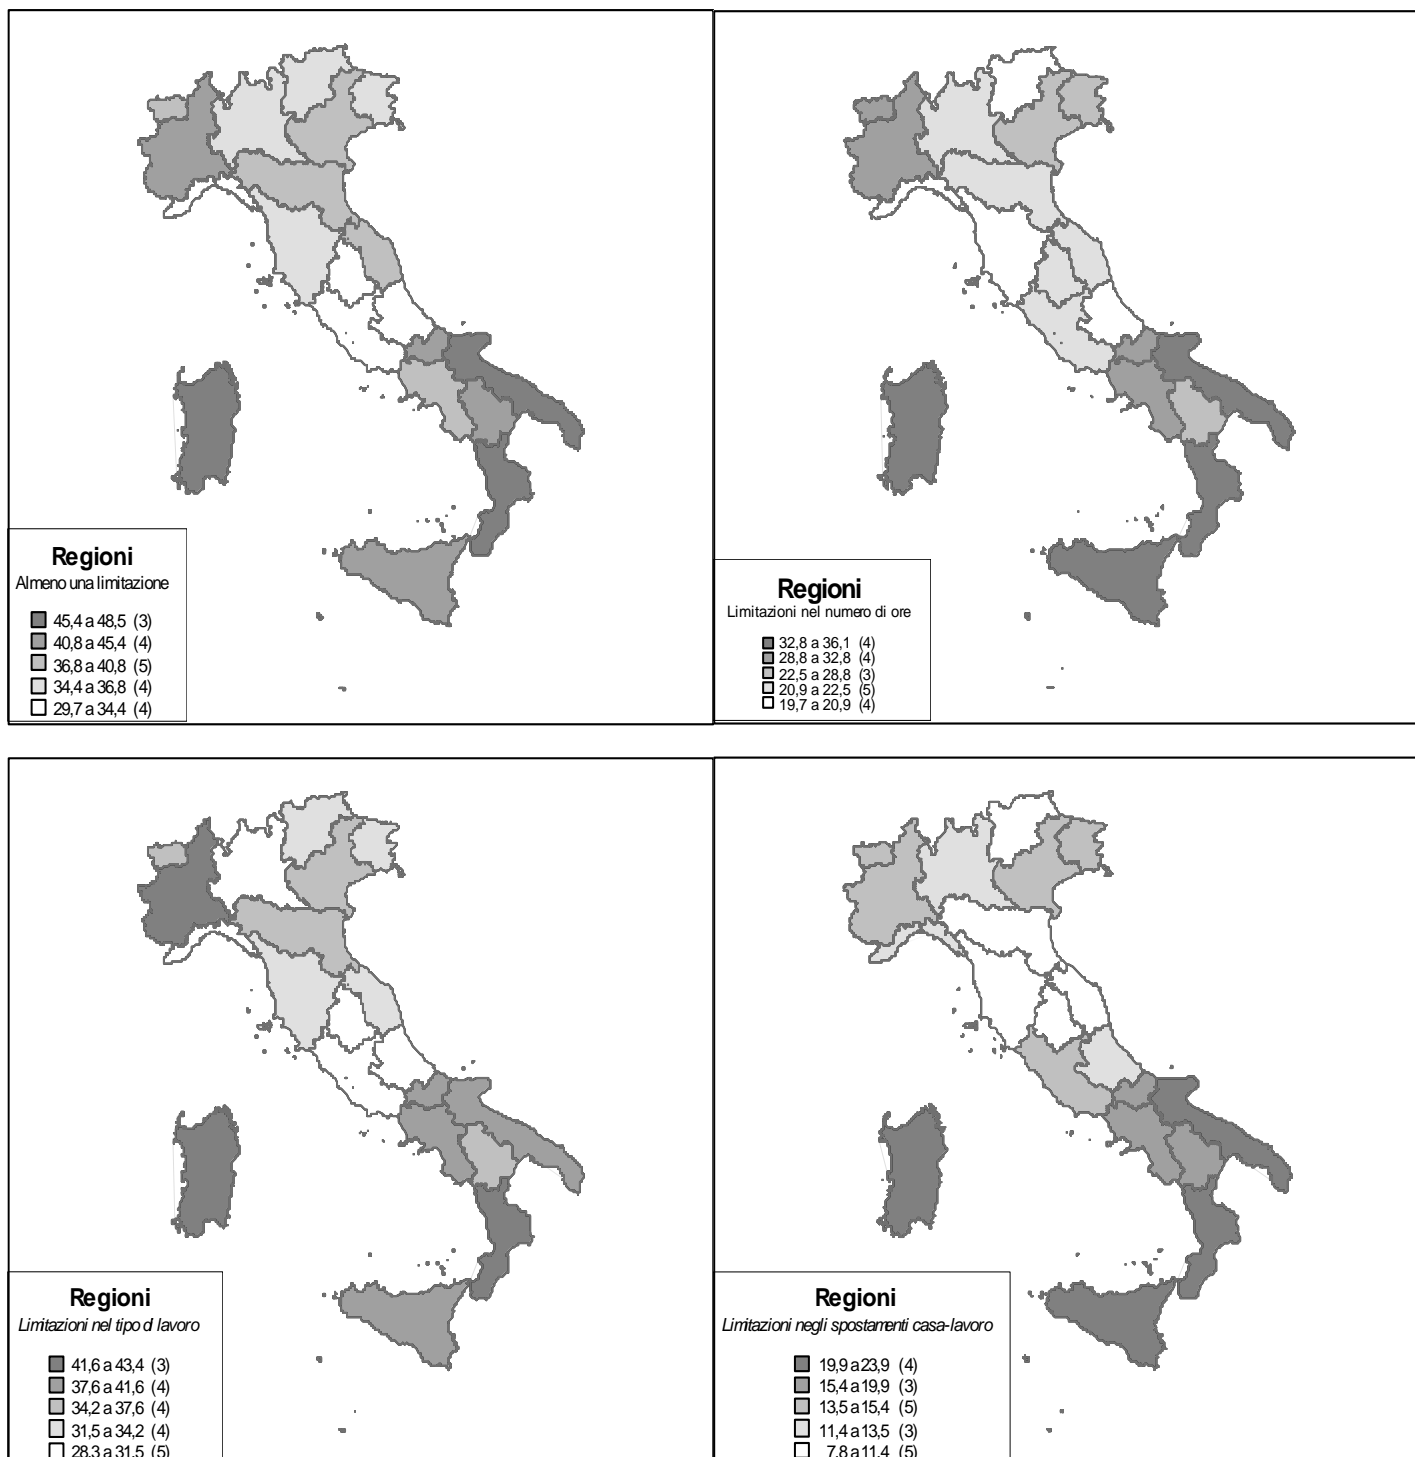 Regioni
Almeno una limitazione
45,4 a 48,5 (3)
40,8 a 45,4 (4)
36,8 a 40,8 (5)
34,4 a 36,8 (4)
29,7 a 34,4 (4)
Regioni
Limitazioni nel numero di ore
32,8 a 36,1 (4)
28,8 a 32,8 (4)
22,5 a 28,8 (3)
20,9 a 22,5 (5)
19,7 a 20,9 (4)
Regioni
Limitazioni nel tipo d lavoro
41,6 a 43,4 (3)
37,6 a 41,6 (4)
34,2 a 37,6 (4)
31,5 a 34,2 (4)
28,3 a 31,5 (5)
Regioni
Limitazioni negli spostamenti casa-lavoro
19,9 a 23,9 (4)
15,4 a 19,9 (3)
13,5 a 15,4 (5)
11,4 a 13,5 (3)
7,8 a 11,4 (5)